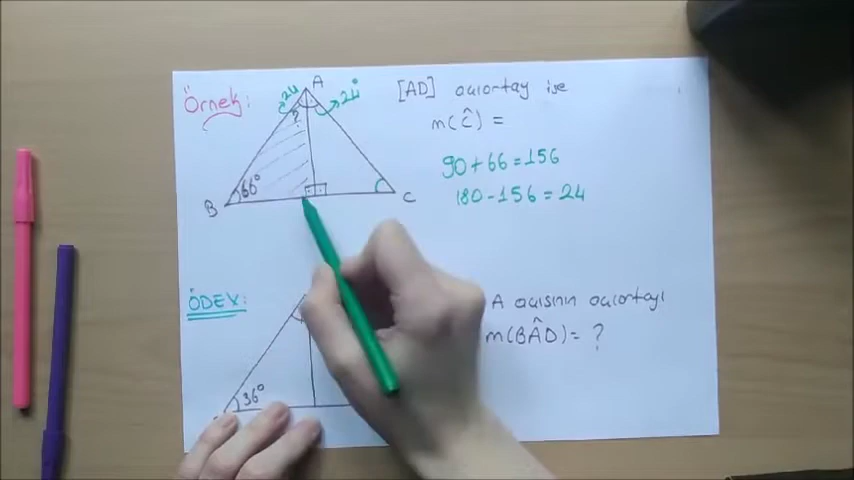 Örnek:
[AD] açıortay ise
m(Ĉ) =
90+66=156
180-156=24
A
24
24°
?
66°
B
C
ÖDEV:
A açısının açıortayı
m(BÂD)= ?
36°